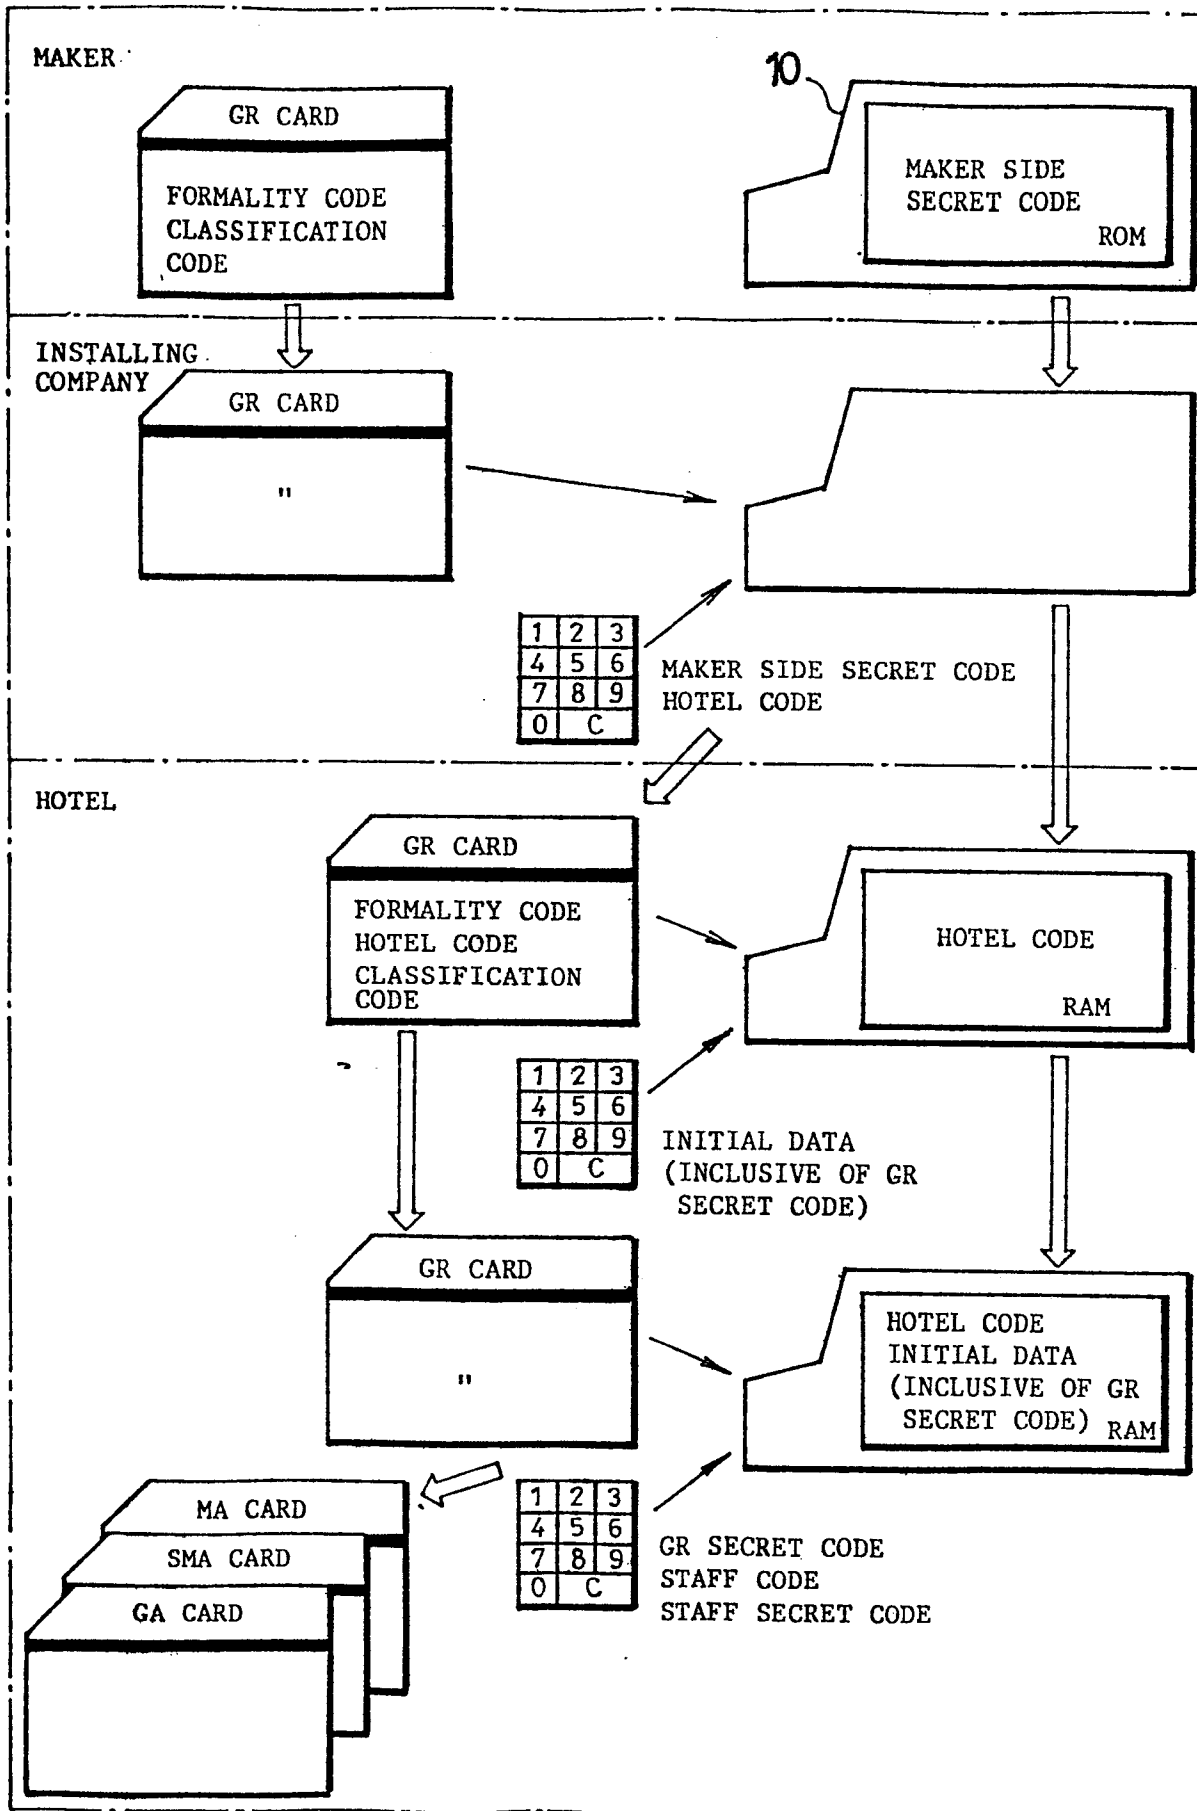 MAKER
10
GR CARD
FORMALITY CODE
CLASSIFICATION
CODE
MAKER SIDE
SECRET CODE
ROM
INSTALLING
COMPANY
GR CARD
"
1 2 3
4 5 6
7 8 9
0 C
MAKER SIDE SECRET CODE
HOTEL CODE
HOTEL
GR CARD
FORMALITY CODE
HOTEL CODE
CLASSIFICATION
CODE
HOTEL CODE
RAM
1 2 3
4 5 6
7 8 9
0 C
INITIAL DATA
(INCLUSIVE OF GR
SECRET CODE)
GR CARD
"
HOTEL CODE
INITIAL DATA
(INCLUSIVE OF GR
SECRET CODE)
RAM
1 2 3
4 5 6
7 8 9
0 C
GR SECRET CODE
STAFF CODE
STAFF SECRET CODE
MA CARD
SMA CARD
GA CARD